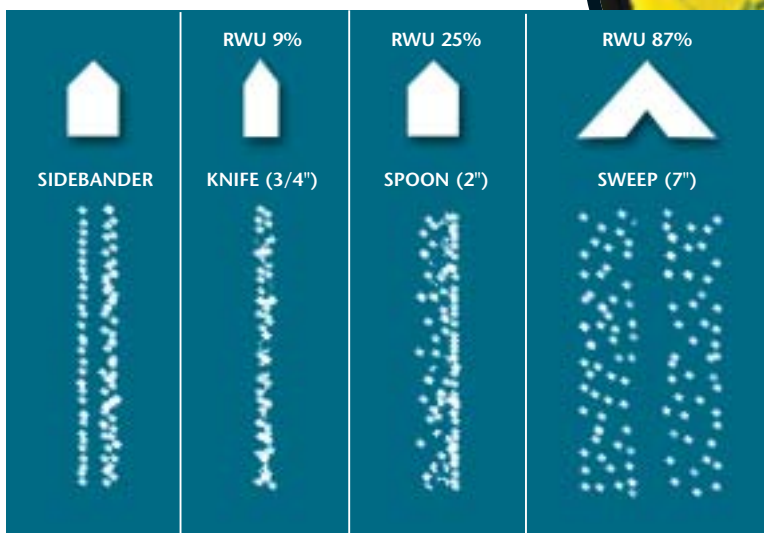 RWU 9%
RWU 25%
RWU 87%
SIDEBANDER
KNIFE (3/4")
SPOON (2")
SWEEP (7")